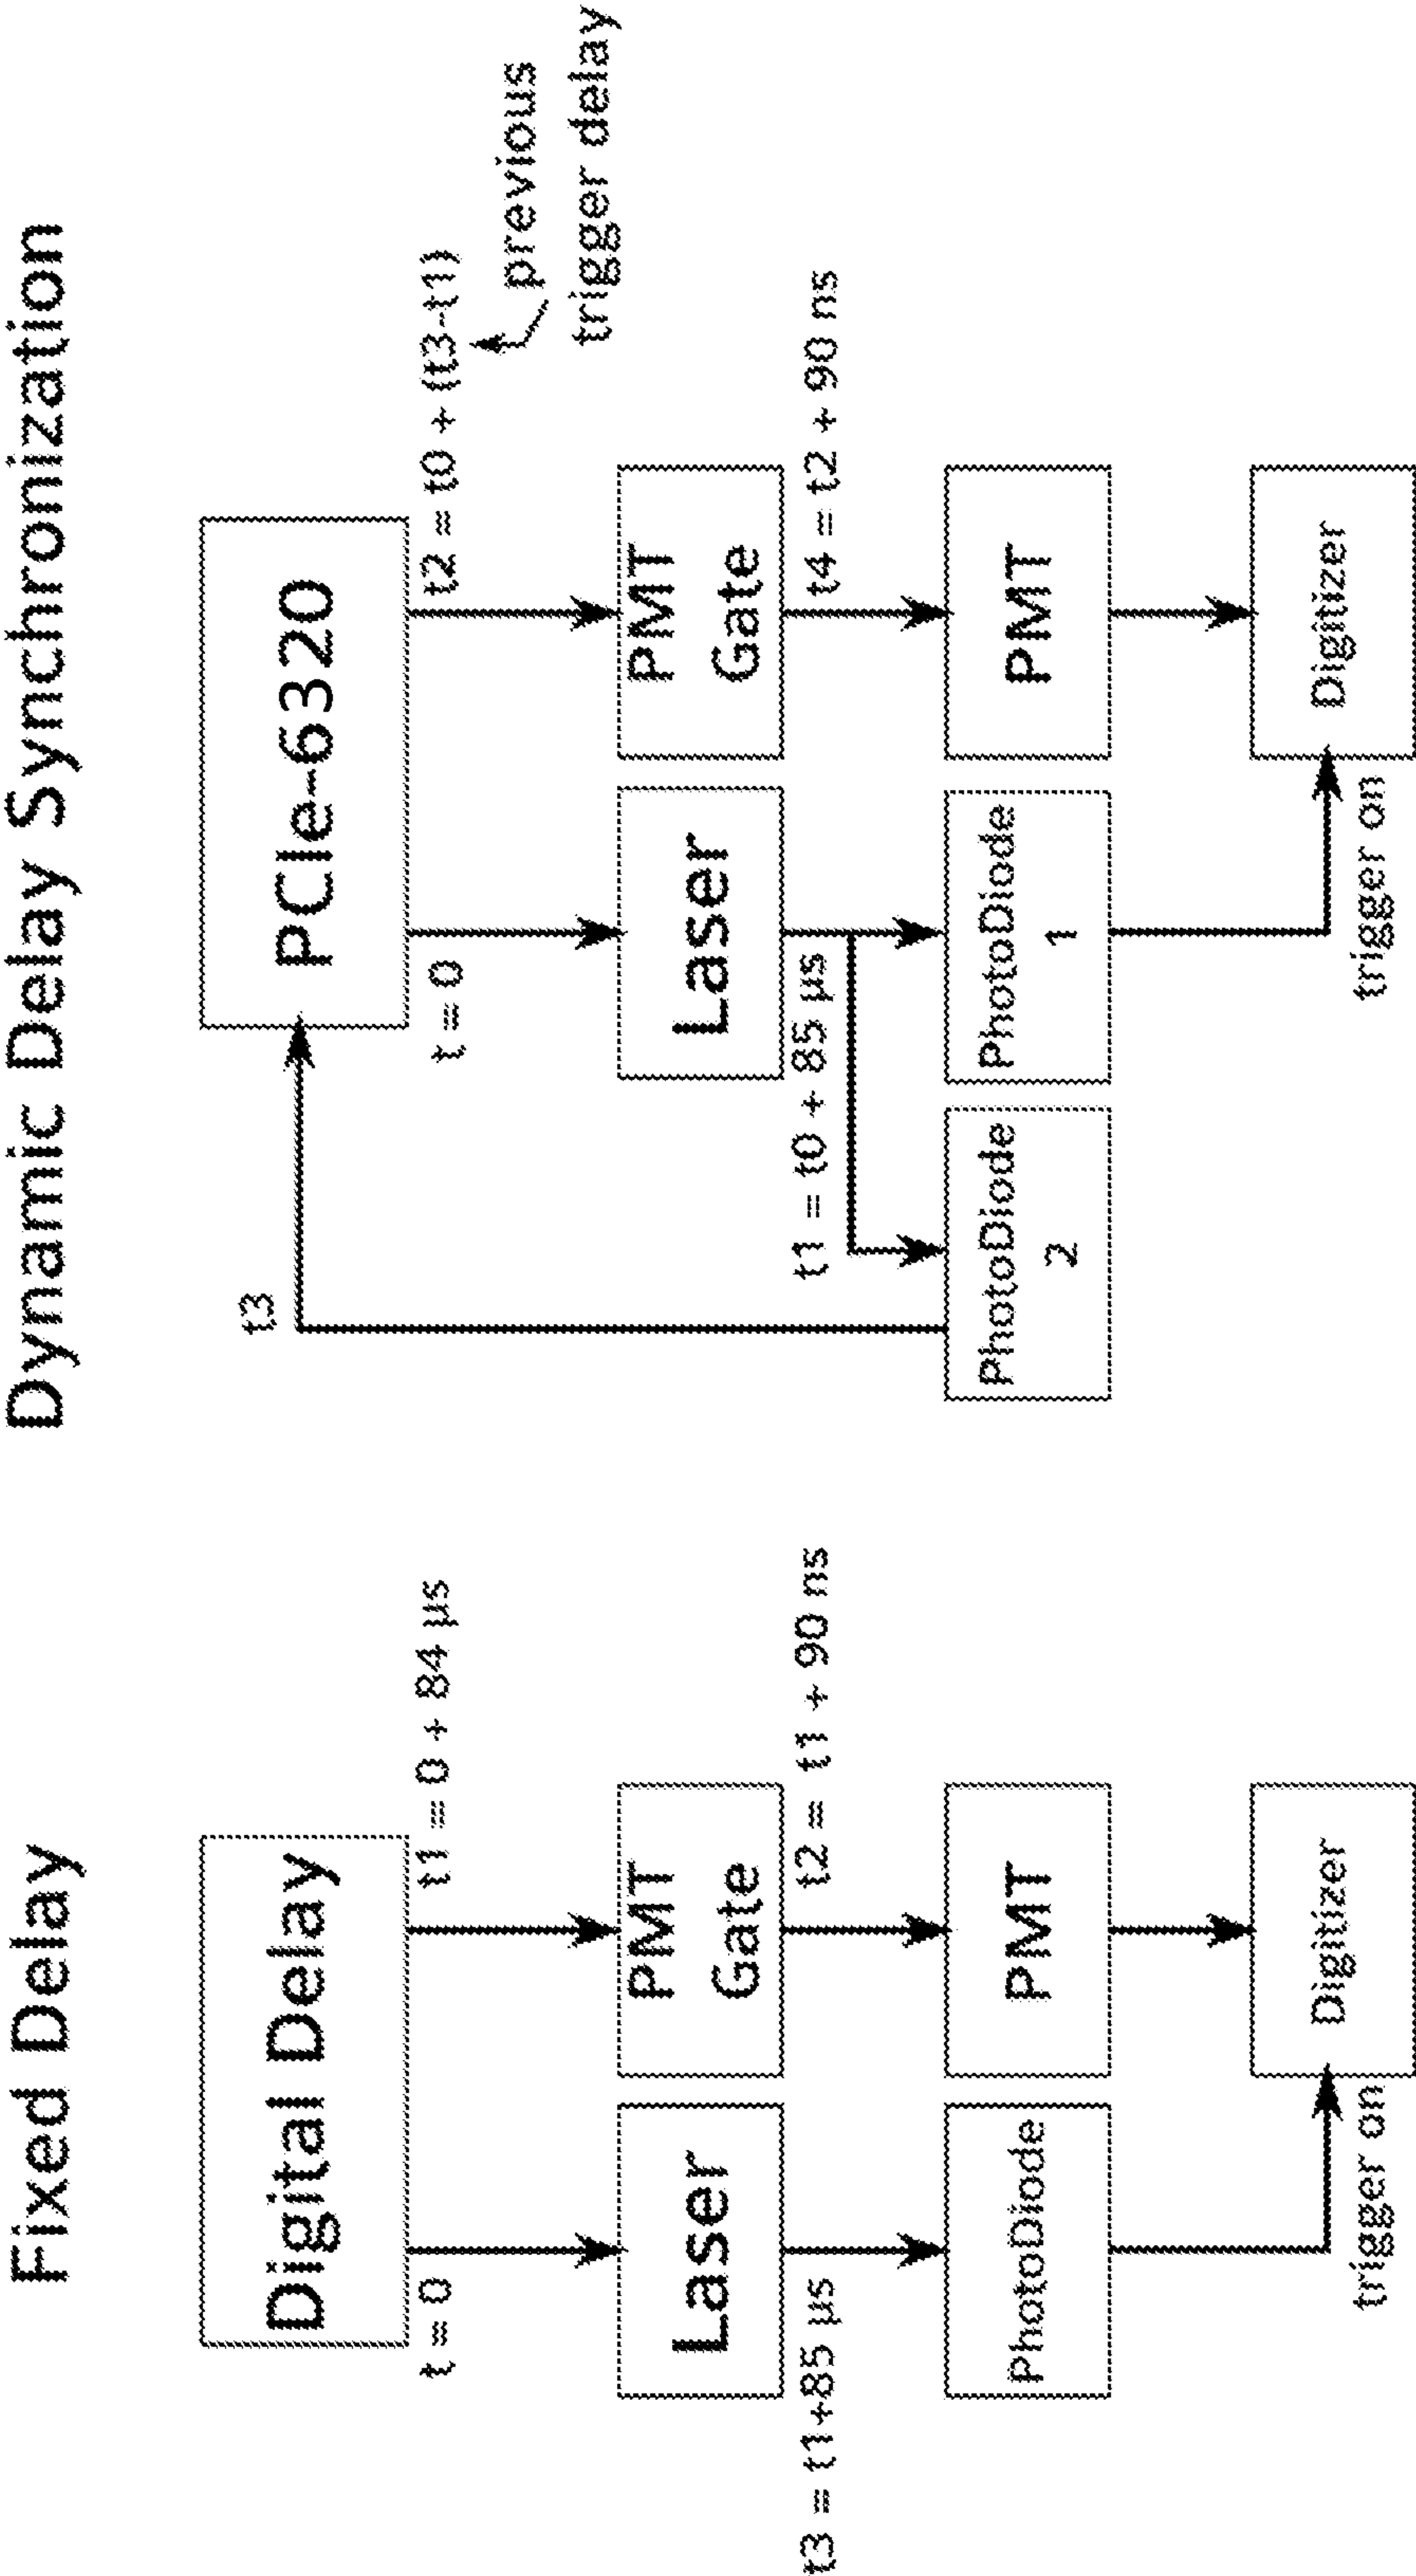 Fixed Delay
Digital Delay
t = 0
t1 = 0 + 84 µs
Laser
PMT
Gate
t3 = t1+85 µs
t2 = t1 + 90 ns
PhotoDiode
PMT
trigger on
Digitizer
Dynamic Delay Synchronization
t3
PCIe-6320
t = 0
t2 = t0 + (t3-t1)
previous
trigger delay
Laser
PMT
Gate
t1 = t0 + 85 µs
t4 = t2 + 90 ns
PhotoDiode
2
PhotoDiode
1
PMT
trigger on
Digitizer